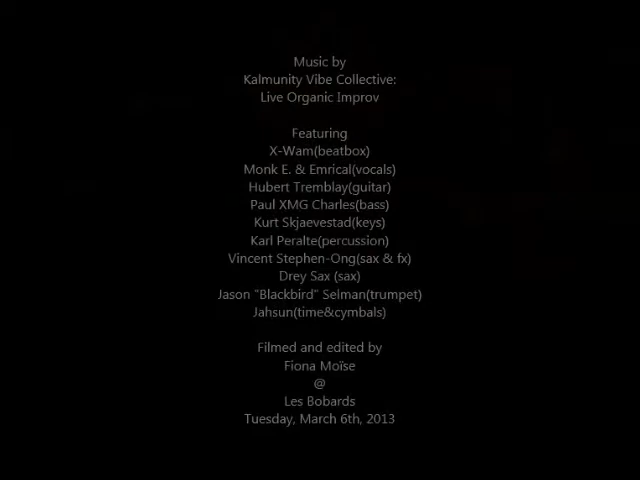 Music by
Kalmunity Vibe Collective:
Live Organic Improv
Featuring
X-Wam(beatbox)
Monk E. & Emrical(vocals)
Hubert Tremblay(guitar)
Paul XMG Charles(bass)
Kurt Skjaevestad(keys)
Karl Peralte(percussion)
Vincent Stephen-Ong(sax & fx)
Drey Sax (sax)
Jason "Blackbird" Selman(trumpet)
Jahsun(time&cymbals)
Filmed and edited by
Fiona Moïse
@
Les Bobards
Tuesday, March 6th, 2013